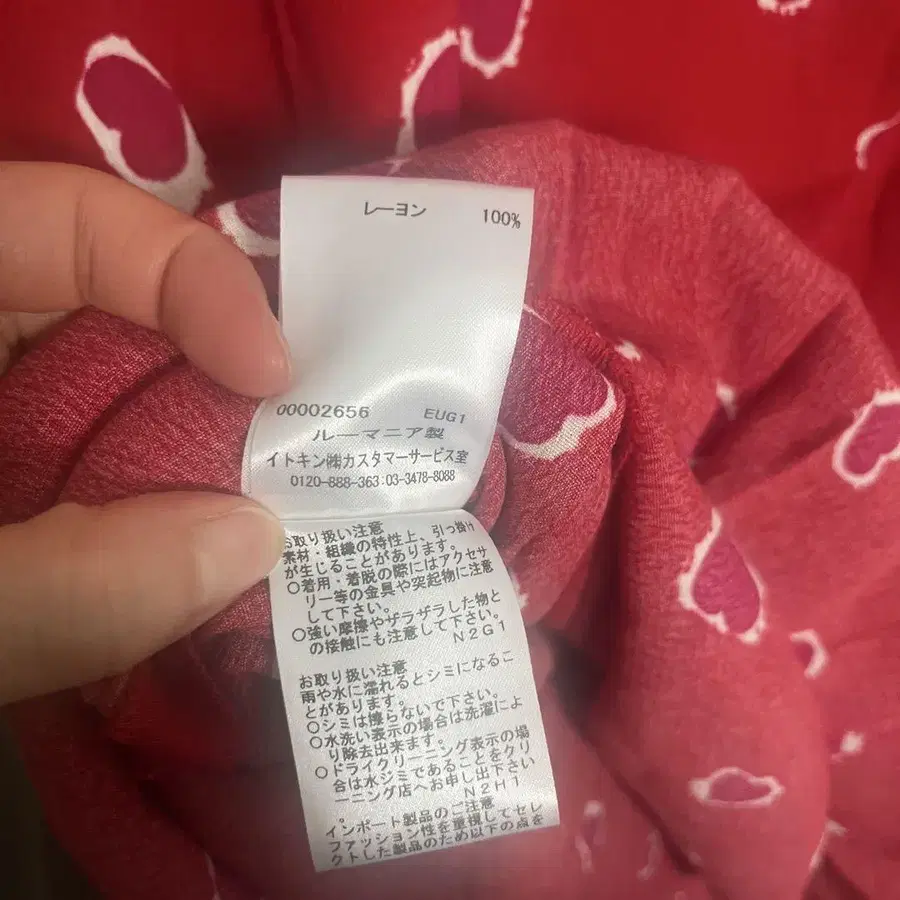 レーヨン 100%
00002656 EUG1
ルーマニア製
イトキン㈱カスタマーサービス室
0120-888-363:03-3478-8088
お取り扱い注意
素材・組織の特性上、引っ掛け
が生じることがあります。
○着用・着脱の際にはアクセサ
リー等の金具や突起物に注意
して下さい。
○強い摩擦やザラザラした物と
の接触にも注意して下さい。
N2G1
お取り扱い注意
雨や水に濡れるとシミになるこ
とがあります。
○シミは擦らないで下さい。
○水洗い表示の場合は洗濯によ
り除去出来ます。
○ドライクリーニング表示の場
合は水ジミであることをクリ
ーニング店へお申し出下さい
N2H1
インポート製品のご注意
ファッション性を重視してセレ
クトした製品のため以下の点を